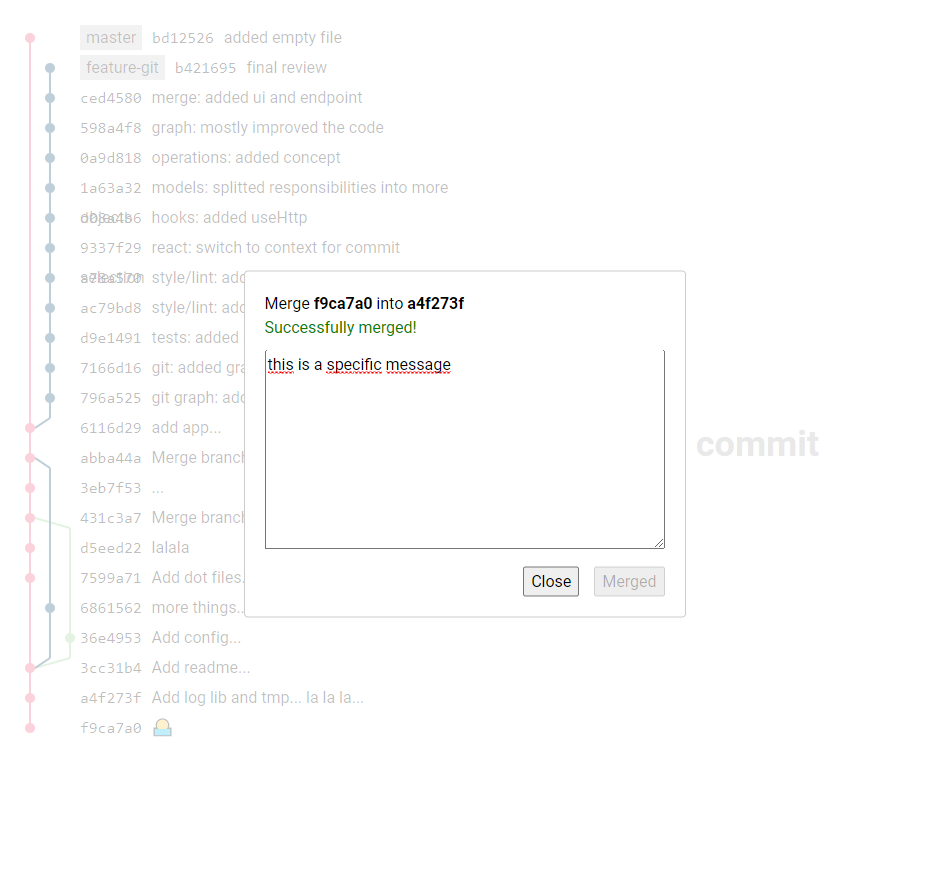 master bd12526 added empty file
feature-git b421695 final review
ced4580 merge: added ui and endpoint
598a4f8 graph: mostly improved the code
0a9d818 operations: added concept
1a63a32 models: splitted responsibilities into more
objects
hooks: added useHttp
9337f29 react: switch to context for commit
selection
style/lint: add
ac79bd8 style/lint: add
d9e1491 tests: added
7166d16 git: added gra
796a525 git graph: add
6116d29 add app...
abba44a Merge branch
3eb7f53 ...
431c3a7 Merge branch
d5eed22 lalala
7599a71 Add dot files.
6861562 more things..
36e4953 Add config...
3cc31b4 Add readme...
a4f273f Add log lib and tmp... la la la...
f9ca7a0
Merge f9ca7a0 into a4f273f
Successfully merged!
this is a specific message
Close Merged
commit